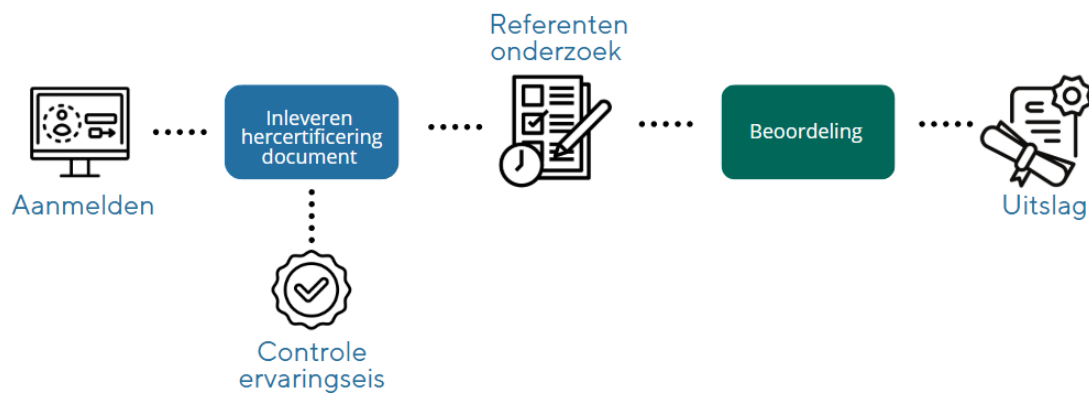 Aanmelden
Inleveren
hercertificering
document
Controle
ervaringseis
Referenten
onderzoek
Beoordeling
Uitslag